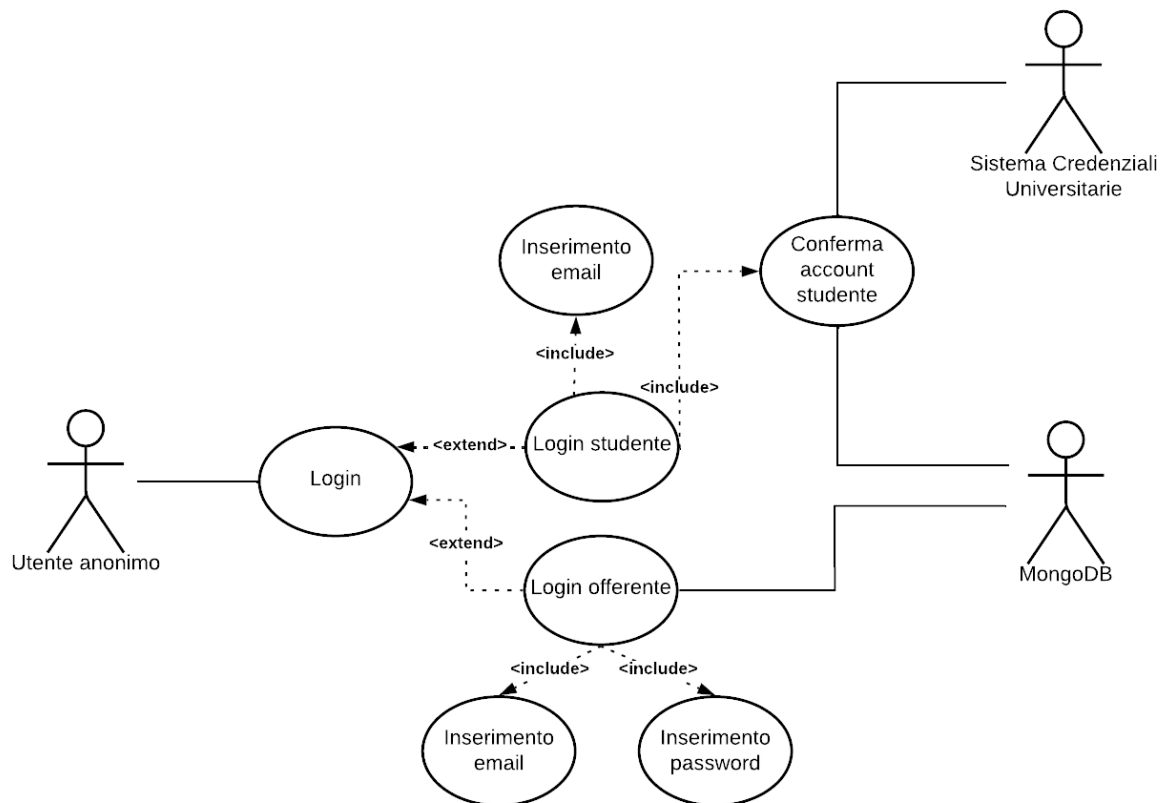 Sistema Credenziali
Universitarie
Inserimento
email
Conferma
account
studente
<include>
<include>
Login studente
<extend>
Login
Utente anonimo
<extend>
Login offerente
MongoDB
<include>
<include>
Inserimento
email
Inserimento
password